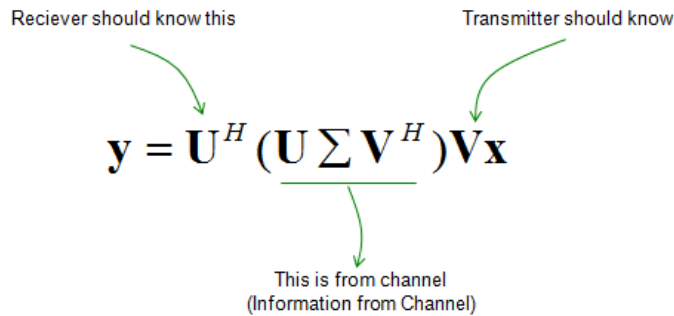 Reciever should know this
Transmitter should know
y = U^H (U Σ V^H)Vx
This is from channel
(Information from Channel)